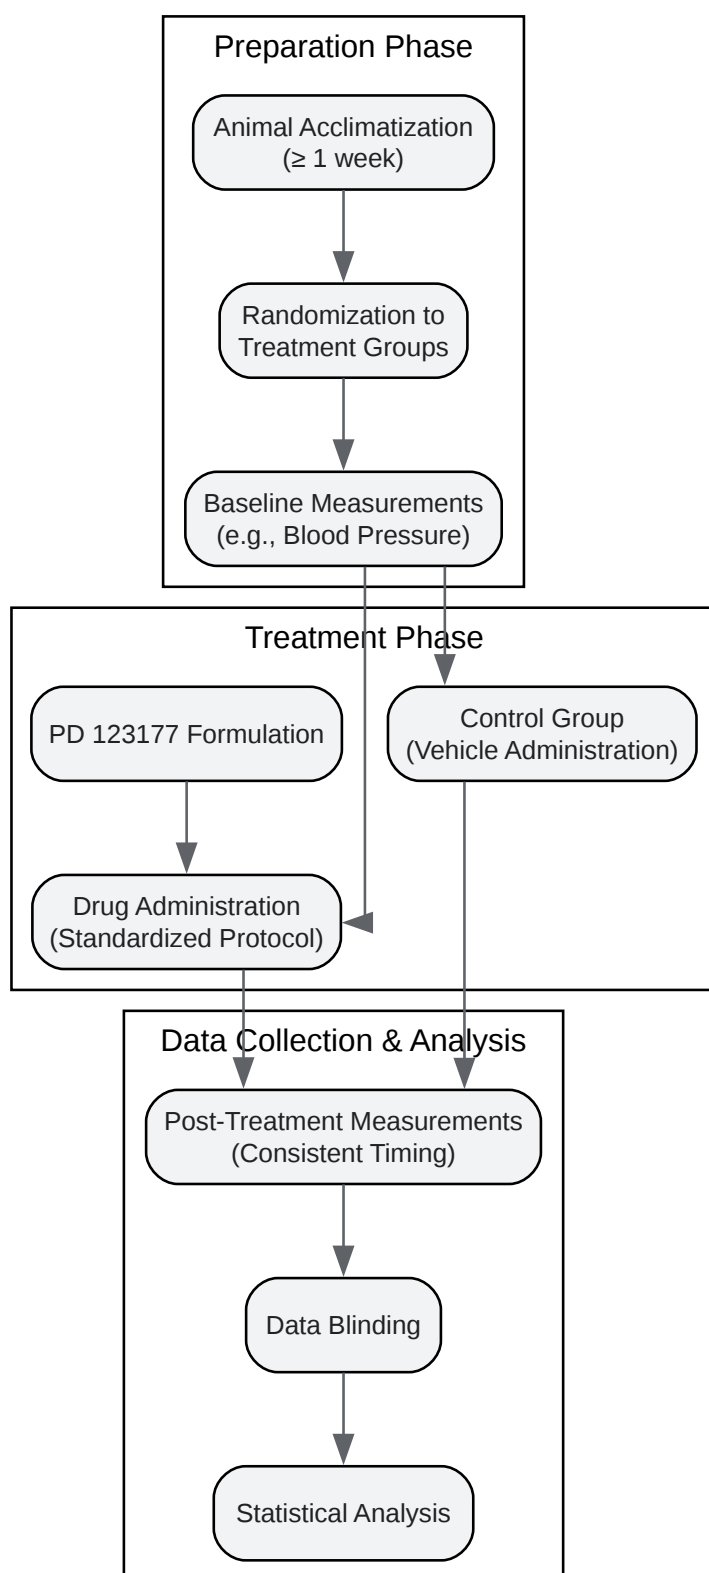 Preparation Phase
Animal Acclimatization
(≥ 1 week)
Randomization to
Treatment Groups
Baseline Measurements
(e.g., Blood Pressure)
Treatment Phase
PD 123177 Formulation
Control Group
(Vehicle Administration)
Drug Administration
(Standardized Protocol)
Data Collection & Analysis
Post-Treatment Measurements
(Consistent Timing)
Data Blinding
Statistical Analysis